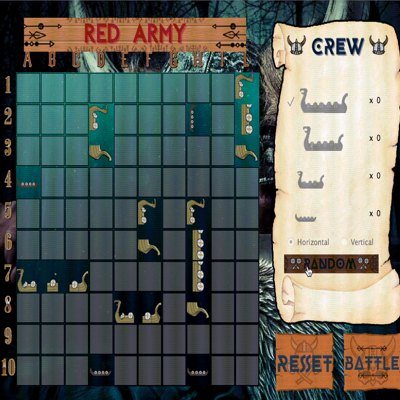 RED ARMY
CREW
A B C D E F G H I J
1
2
3
4
5
6
7
8
9
10
x 0
x 0
x 0
x 0
Horizontal Vertical
RANDOM
RESSET
BATTLE